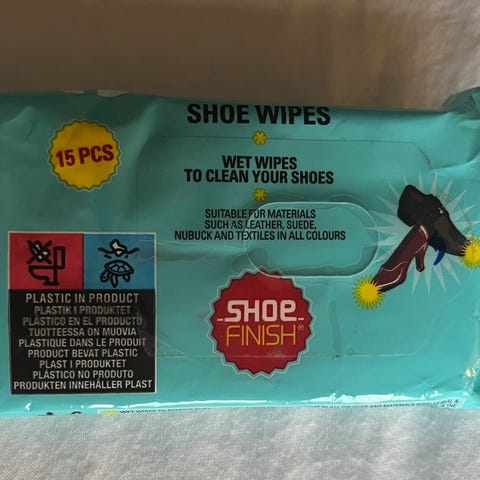 SHOE WIPES
15 PCS
WET WIPES
TO CLEAN YOUR SHOES
SUITABLE FOR MATERIALS
SUCH AS LEATHER, SUEDE,
NUBUCK AND TEXTILES IN ALL COLOURS
SHOE
FINISH®
PLASTIC IN PRODUCT
PLASTIK I PRODUKTET
PLÁSTICO EN EL PRODUCTO
TUOTTEESSA ON MUOVIA
PLASTIQUE DANS LE PRODUIT
PRODUCT BEVAT PLASTIC
PLAST I PRODUKTET
PLÁSTICO NO PRODUTO
PRODUKTEN INNEHÅLLER PLAST